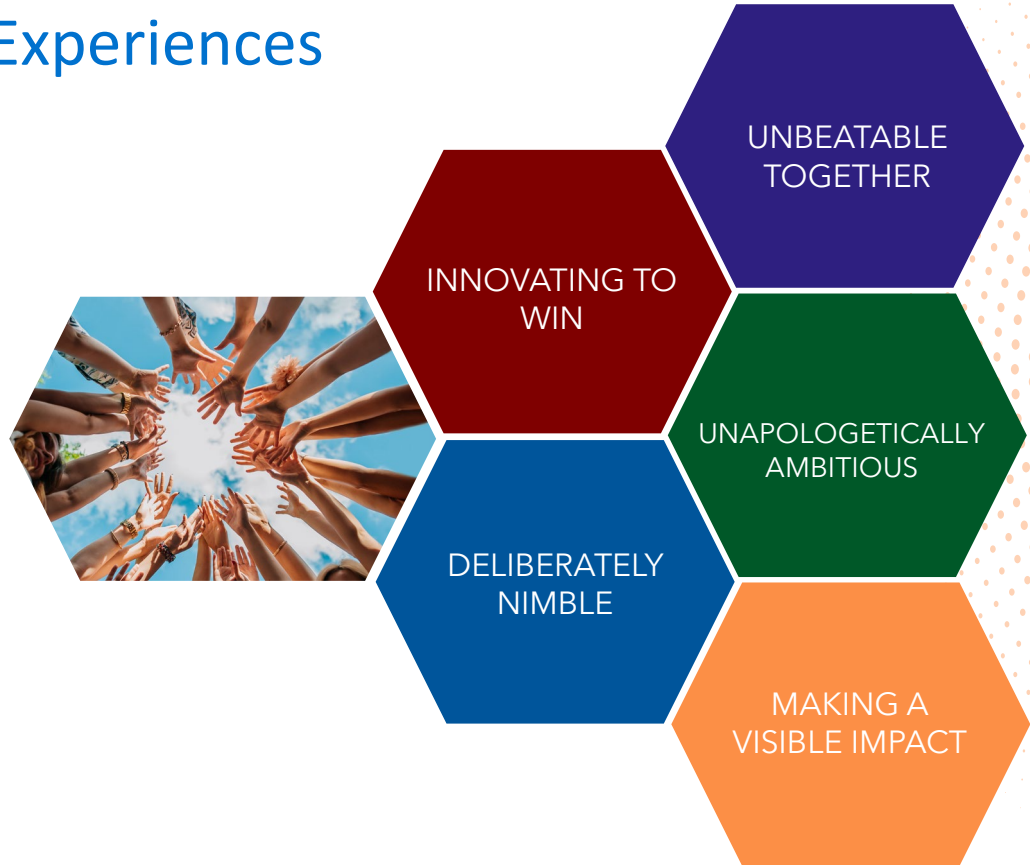 Experiences
UNBEATABLE
TOGETHER
INNOVATING TO
WIN
UNAPOLOGETICALLY
AMBITIOUS
DELIBERATELY
NIMBLE
MAKING A
VISIBLE IMPACT